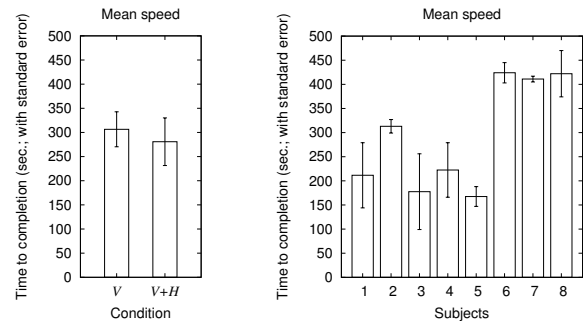 Mean speed
Time to completion (sec.; with standard error)
500
450
400
350
300
250
200
150
100
50
0
V V+H
Condition
Mean speed
Time to completion (sec.; with standard error)
500
450
400
350
300
250
200
150
100
50
0
1 2 3 4 5 6 7 8
Subjects